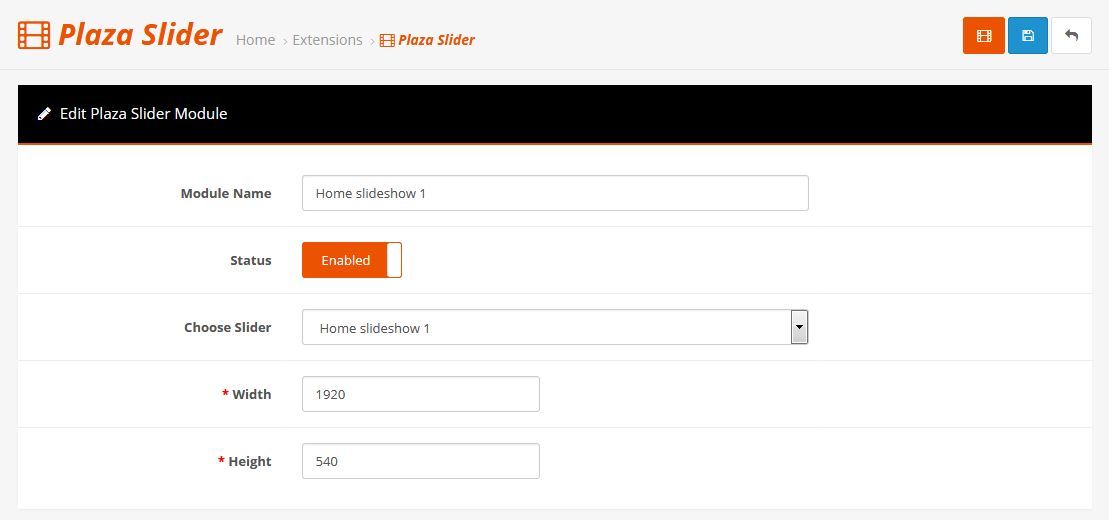 Plaza Slider Home › Extensions › Plaza Slider
Edit Plaza Slider Module
Module Name Home slideshow 1
Status Enabled
Choose Slider Home slideshow 1
* Width 1920
* Height 540